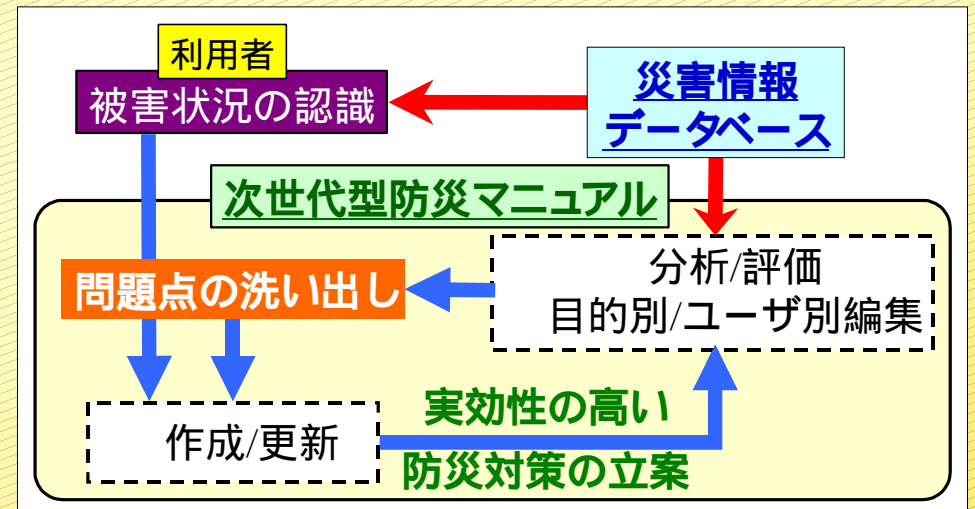 利用者
被害状況の認識
災害情報
データベース
次世代型防災マニュアル
分析/評価
目的別/ユーザ別編集
問題点の洗い出し
作成/更新
実効性の高い
防災対策の立案